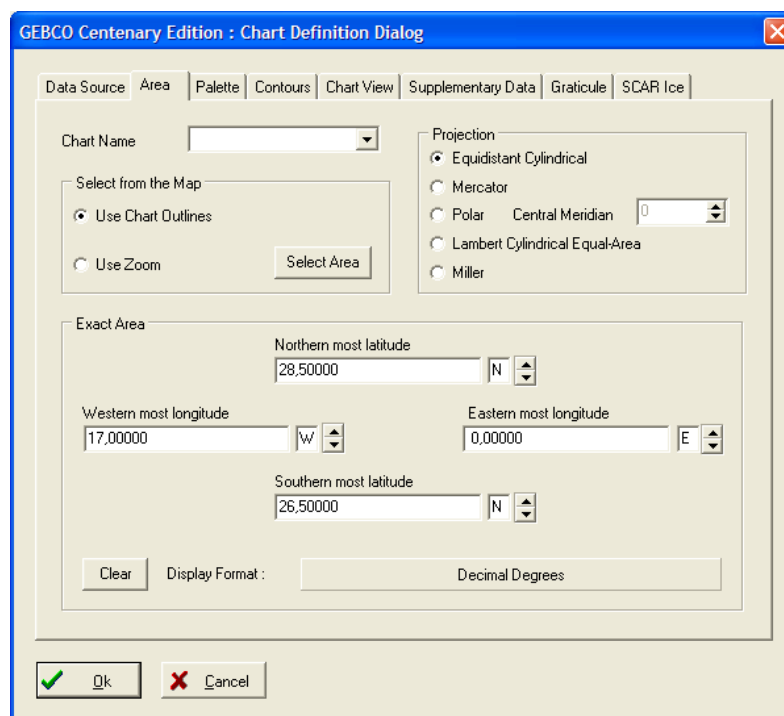 GEBCO Centenary Edition : Chart Definition Dialog
Data Source Area Palette Contours Chart View Supplementary Data Graticule SCAR Ice
Chart Name
Select from the Map
Use Chart Outlines
Use Zoom Select Area
Projection
Equidistant Cylindrical
Mercator
Polar Central Meridian 0
Lambert Cylindrical Equal-Area
Miller
Exact Area
Northern most latitude
28,50000 N
Western most longitude
17,00000 W
Eastern most longitude
0,00000 E
Southern most latitude
26,50000 N
Clear Display Format : Decimal Degrees
Ok Cancel